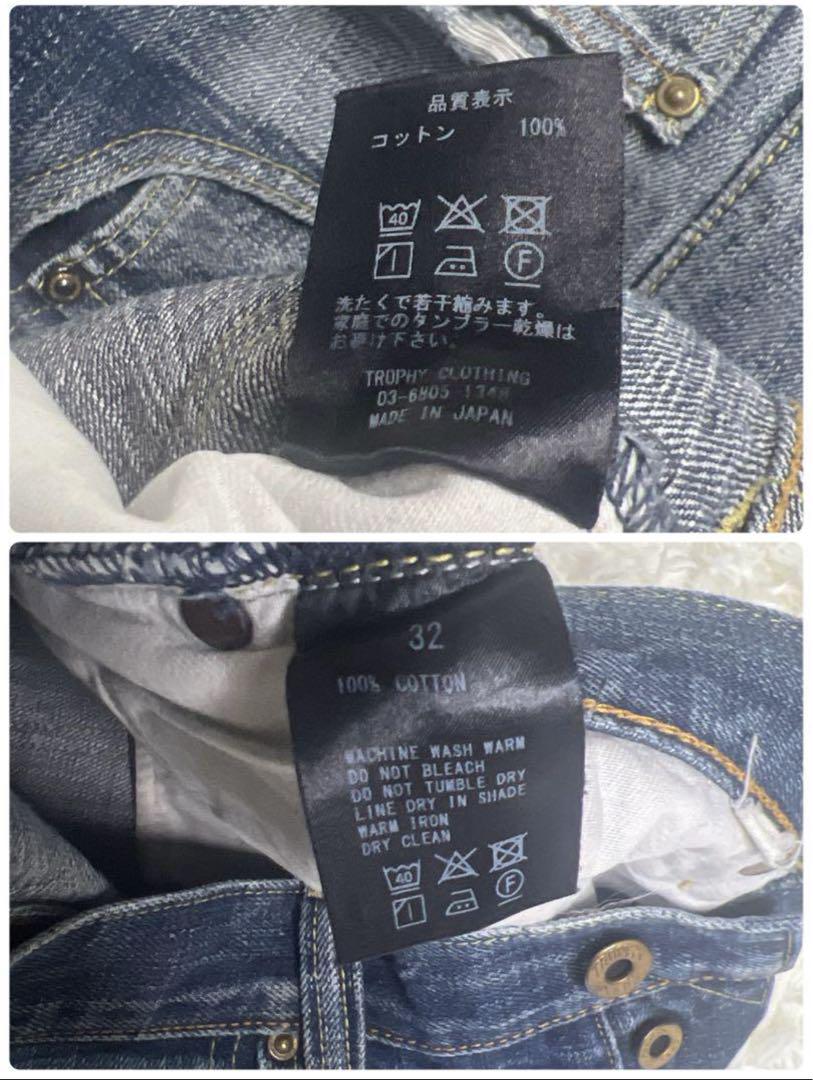 品質表示
コットン 100%
40
F
洗たくで若干縮みます。
家庭でのタンブラー乾燥は
お避け下さい。
TROPHY CLOTHING
03-6805 1348
MADE IN JAPAN
32
100% COTTON
MACHINE WASH WARM
DO NOT BLEACH
DO NOT TUMBLE DRY
LINE DRY IN SHADE
WARM IRON
DRY CLEAN
40
F
TROPHY